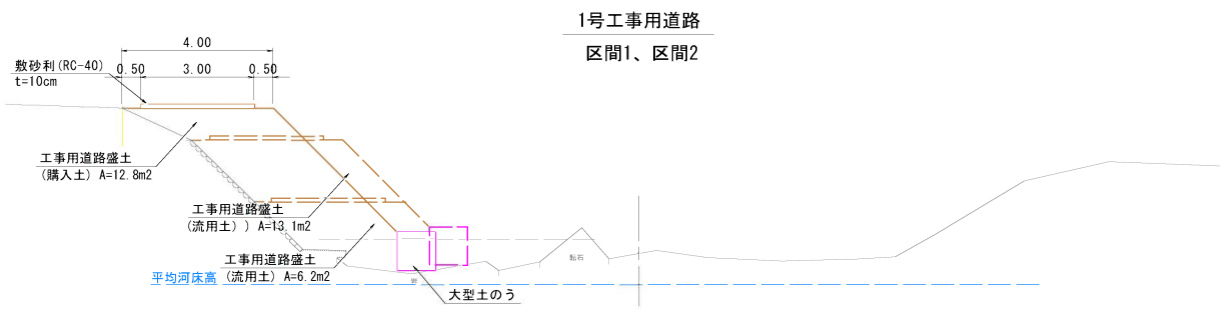 1号工事用道路
区間1、区間2
4.00
0.50 3.00 0.50
敷砂利(RC-40)
t=10cm
工事用道路盛土
(購入土) A=12.8m2
工事用道路盛土
(流用土)) A=13.1m2
工事用道路盛土
(流用土) A=6.2m2
平均河床高
大型土のう
転石
岩